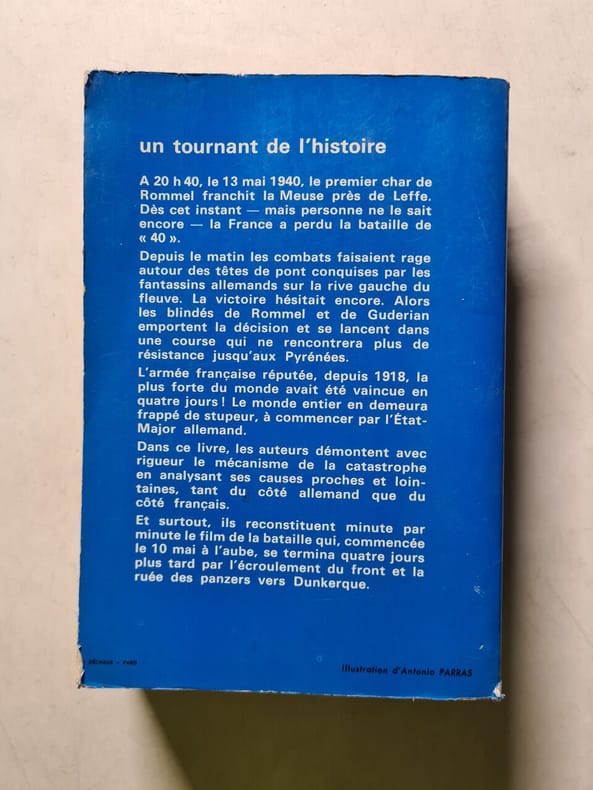 un tournant de l'histoire
A 20 h 40, le 13 mai 1940, le premier char de
Rommel franchit la Meuse près de Leffe.
Dès cet instant — mais personne ne le sait
encore — la France a perdu la bataille de
« 40 ».
Depuis le matin les combats faisaient rage
autour des têtes de pont conquises par les
fantassins allemands sur la rive gauche du
fleuve. La victoire hésitait encore. Alors
les blindés de Rommel et de Guderian
emportent la décision et se lancent dans
une course qui ne rencontrera plus de
résistance jusqu'aux Pyrénées.
L'armée française réputée, depuis 1918, la
plus forte du monde avait été vaincue en
quatre jours ! Le monde entier en demeura
frappé de stupeur, à commencer par l'État-
Major allemand.
Dans ce livre, les auteurs démontent avec
rigueur le mécanisme de la catastrophe
en analysant ses causes proches et loin-
taines, tant du côté allemand que du
côté français.
Et surtout, ils reconstituent minute par
minute le film de la bataille qui, commencée
le 10 mai à l'aube, se termina quatre jours
plus tard par l'écroulement du front et la
ruée des panzers vers Dunkerque.
Illustration d'Antonio PARRAS